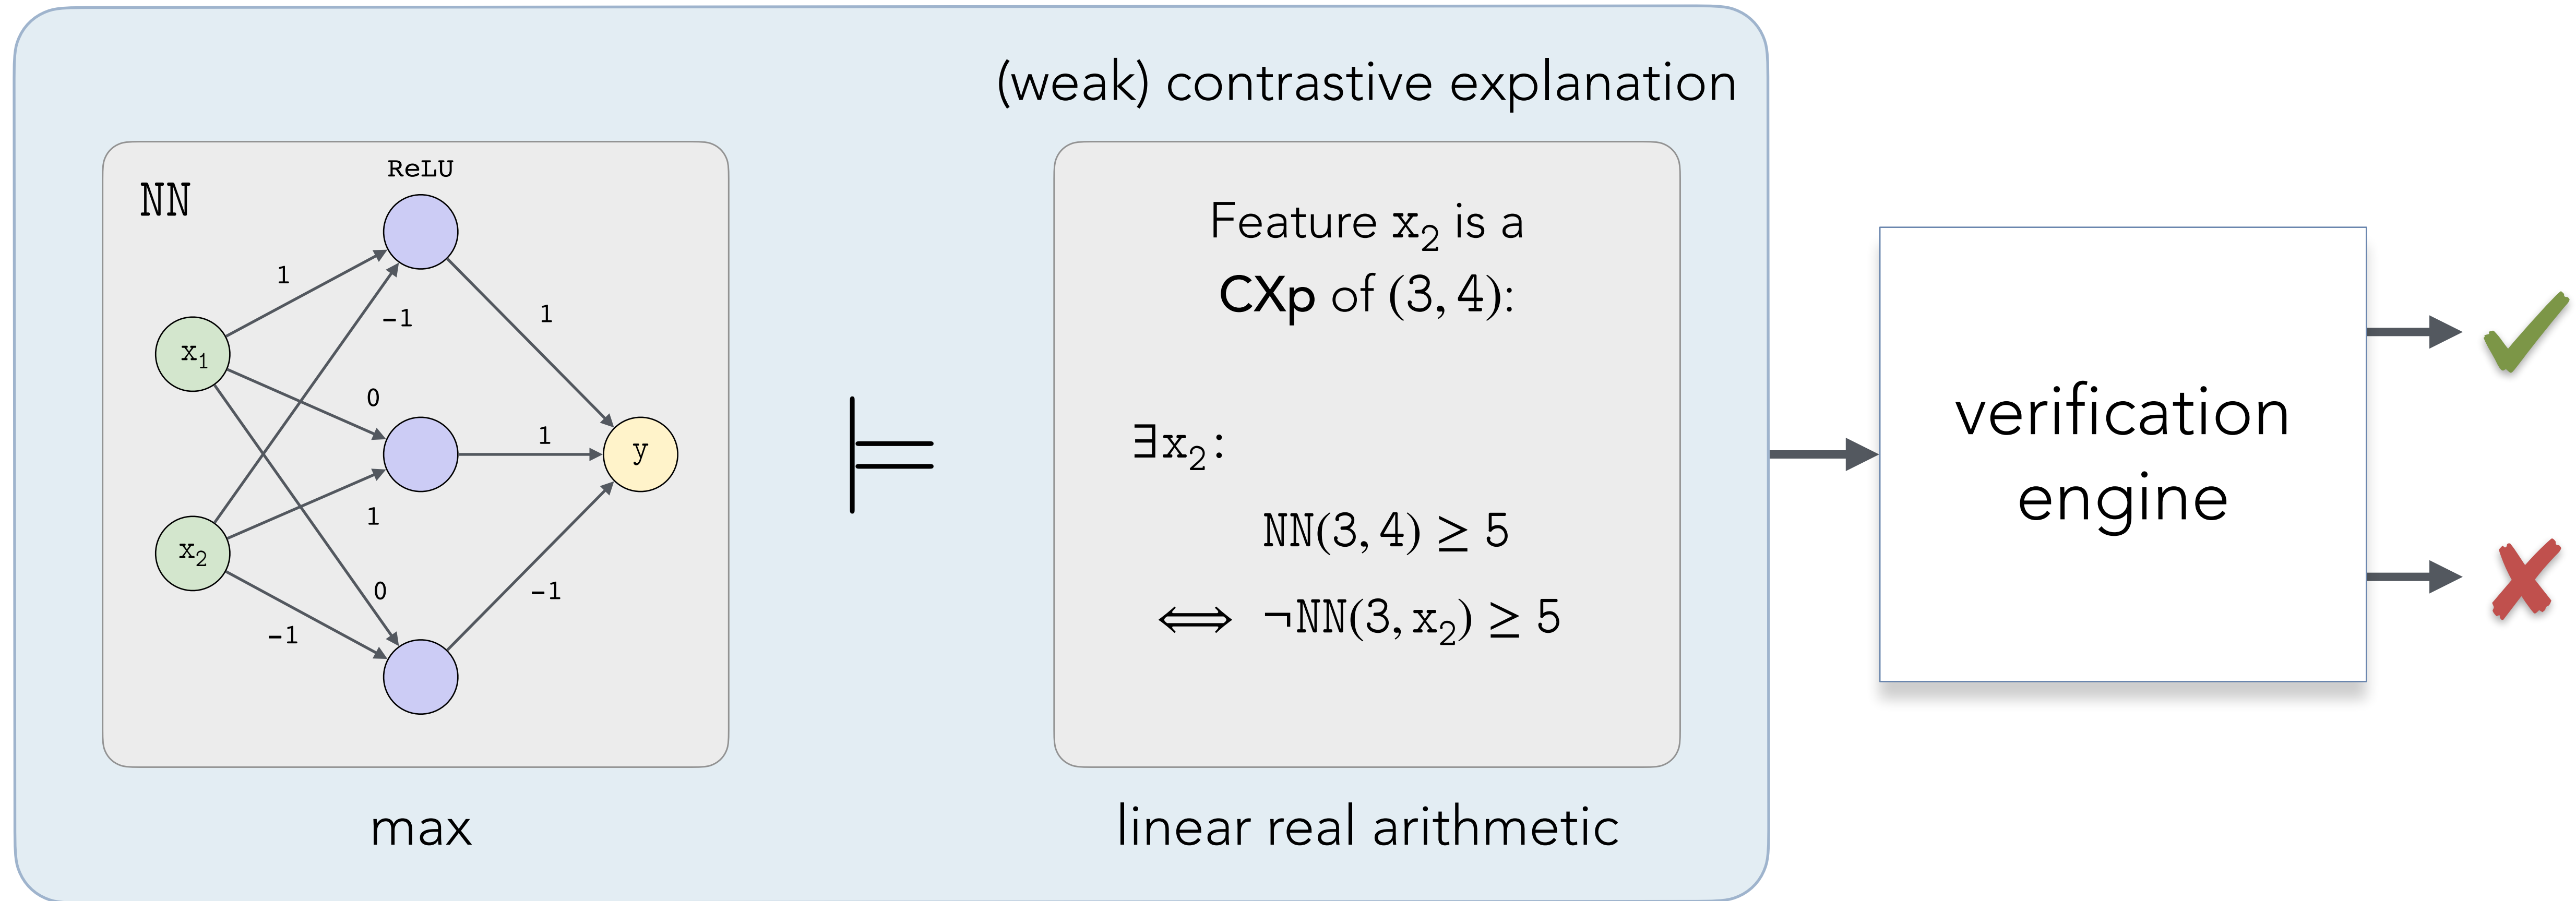 (weak) contrastive explanation
NN
ReLU
1
-1
1
x₁
0
1
y
x₂
1
0
-1
-1
max
⊨
Feature x₂ is a
CXp of (3, 4):
∃x₂:
NN(3, 4) ≥ 5
⟺ ¬NN(3, x₂) ≥ 5
linear real arithmetic
verification
engine